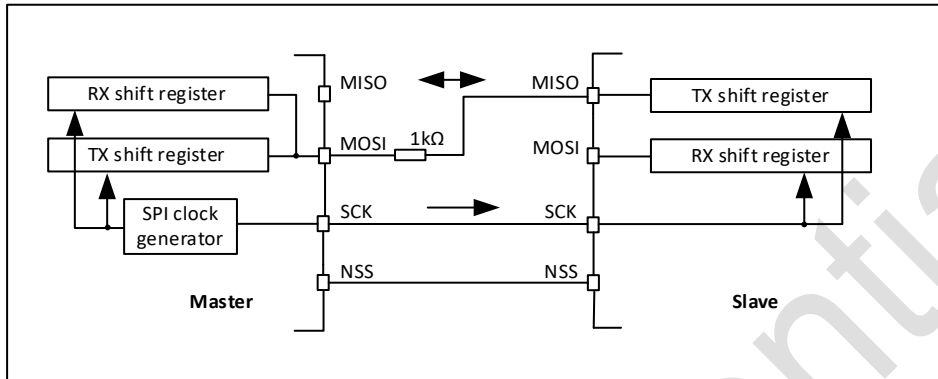 RX shift register
TX shift register
SPI clock
generator
Master
MISO
MOSI
SCK
NSS
1kΩ
MISO
MOSI
SCK
NSS
TX shift register
RX shift register
Slave